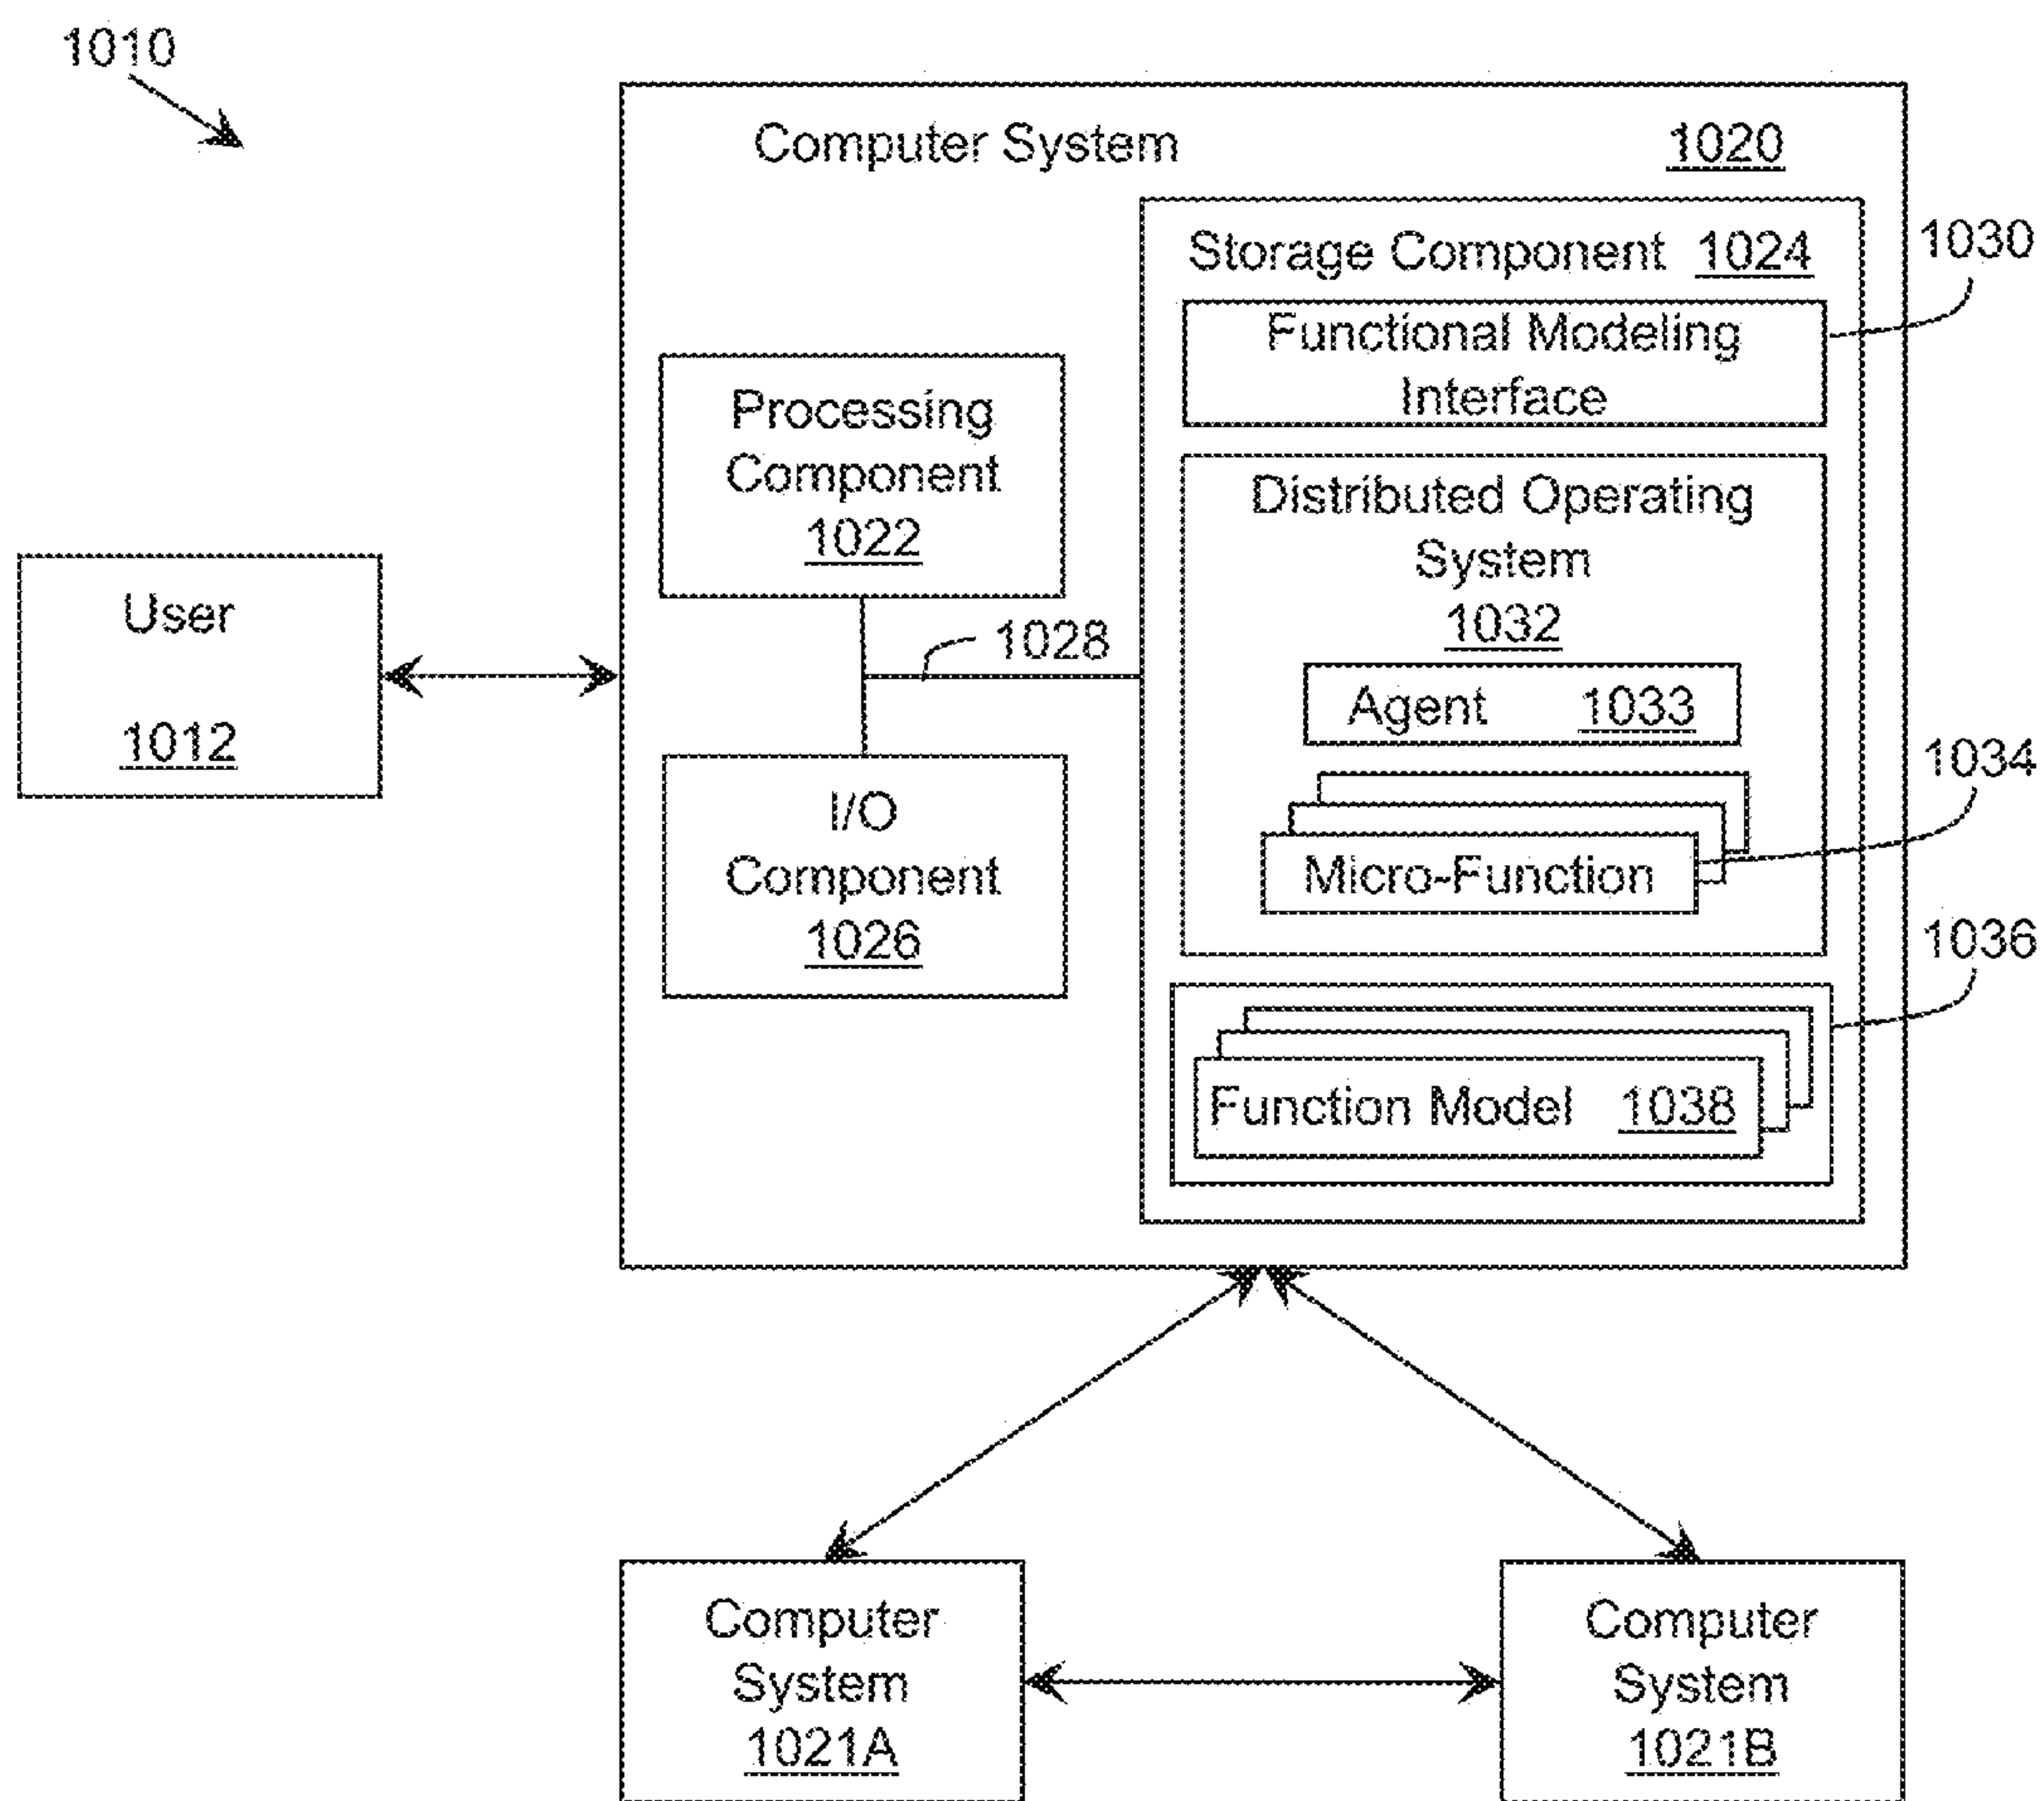 1010
Computer System 1020
Storage Component 1024
1030
Functional Modeling
Interface
Processing
Component
1022
Distributed Operating
System
1032
User
1012
1028
Agent 1033
1034
I/O
Component
1026
Micro-Function
1036
Function Model 1038
Computer
System
1021A
Computer
System
1021B